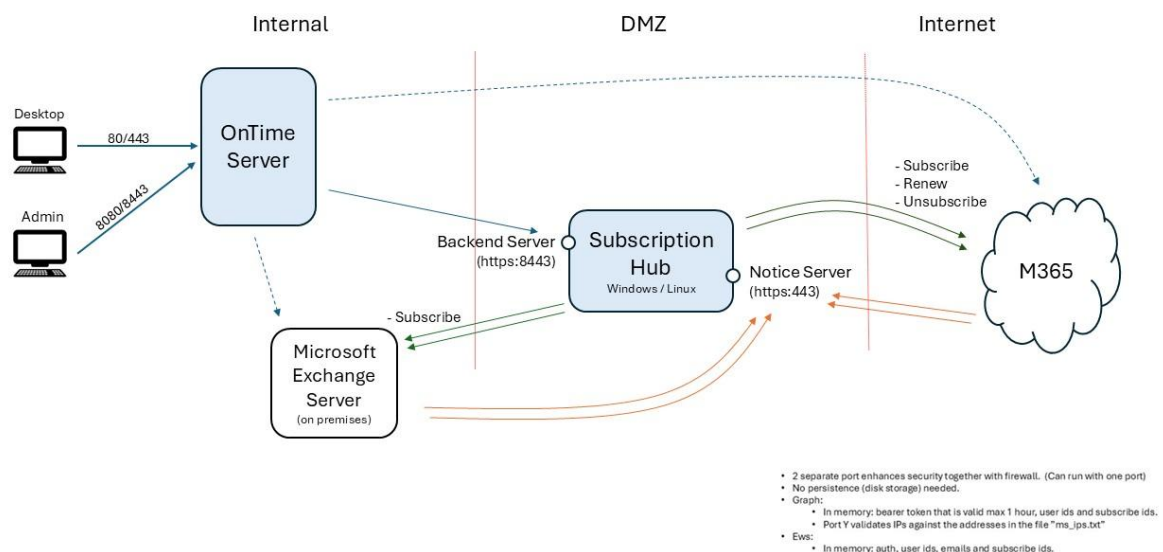 Internal
DMZ
Internet
Desktop
80/443
OnTime
Server
8080/8443
Admin
- Subscribe
- Renew
- Unsubscribe
Backend Server
(https:8443)
Subscription
Hub
Windows / Linux
Notice Server
(https:443)
M365
- Subscribe
Microsoft
Exchange
Server
(on premises)
• 2 separate port enhances security together with firewall. (Can run with one port)
• No persistence (disk storage) needed.
• Graph:
• In memory: bearer token that is valid max 1 hour, user ids and subscribe ids.
• Port Y validates IPs against the addresses in the file "ms_ips.txt"
• Ews:
• In memory: auth, user ids, emails and subscribe ids.